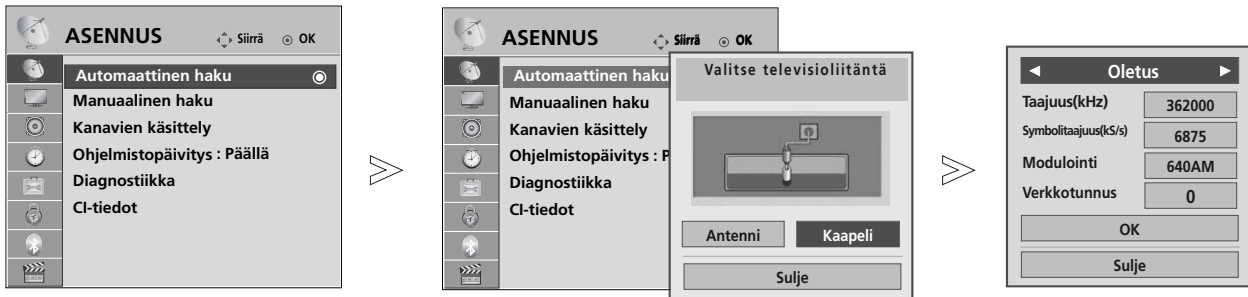 ASENNUS Siirrä OK
Automaattinen haku
Manuaalinen haku
Kanavien käsittely
Ohjelmistopäivitys : Päällä
Diagnostiikka
CI-tiedot
ASENNUS Siirrä OK
Automaattinen haku
Manuaalinen haku
Kanavien käsittely
Ohjelmistopäivitys : P
Diagnostiikka
CI-tiedot
Valitse televisioliitäntä
Antenni Kaapeli
Sulje
Oletus
Taajuus(kHz) 362000
Symbolitaajuus(kS/s) 6875
Modulointi 640AM
Verkkotunnus 0
OK
Sulje